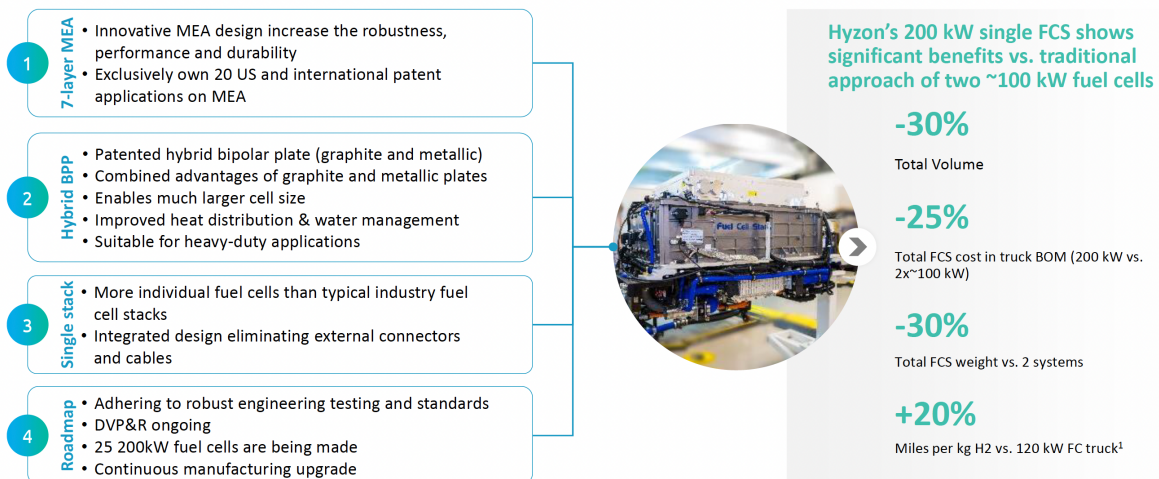 1
7-layer MEA
• Innovative MEA design increase the robustness,
performance and durability
• Exclusively own 20 US and international patent
applications on MEA
2
Hybrid BPP
• Patented hybrid bipolar plate (graphite and metallic)
• Combined advantages of graphite and metallic plates
• Enables much larger cell size
• Improved heat distribution & water management
• Suitable for heavy-duty applications
3
Single stack
• More individual fuel cells than typical industry fuel
cell stacks
• Integrated design eliminating external connectors
and cables
4
Roadmap
• Adhering to robust engineering testing and standards
• DVP&R ongoing
• 25 200kW fuel cells are being made
• Continuous manufacturing upgrade
Fuel Cell
Hyzon’s 200 kW single FCS shows
significant benefits vs. traditional
approach of two ~100 kW fuel cells
-30%
Total Volume
-25%
Total FCS cost in truck BOM (200 kW vs.
2x~100 kW)
-30%
Total FCS weight vs. 2 systems
+20%
Miles per kg H2 vs. 120 kW FC truck¹